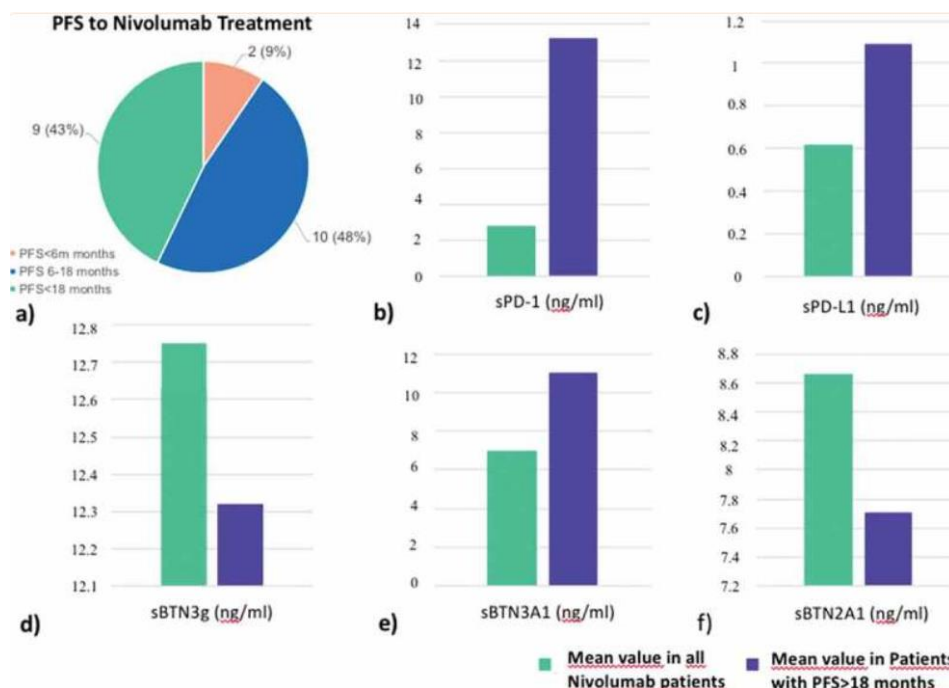 PFS to Nivolumab Treatment
2 (9%)
9 (43%)
10 (48%)
PFS<6m months
PFS 6-18 months
PFS<18 months
a)
14
12
10
8
6
4
2
0
sPD-1 (ng/ml)
b)
1.2
1
0.8
0.6
0.4
0.2
0
sPD-L1 (ng/ml)
c)
12.8
12.7
12.6
12.5
12.4
12.3
12.2
12.1
sBTN3g (ng/ml)
d)
12
10
8
6
4
2
0
sBTN3A1 (ng/ml)
e)
8.8
8.6
8.4
8.2
8
7.8
7.6
7.4
7.2
sBTN2A1 (ng/ml)
f)
Mean value in all
Nivolumab patients
Mean value in Patients
with PFS>18 months